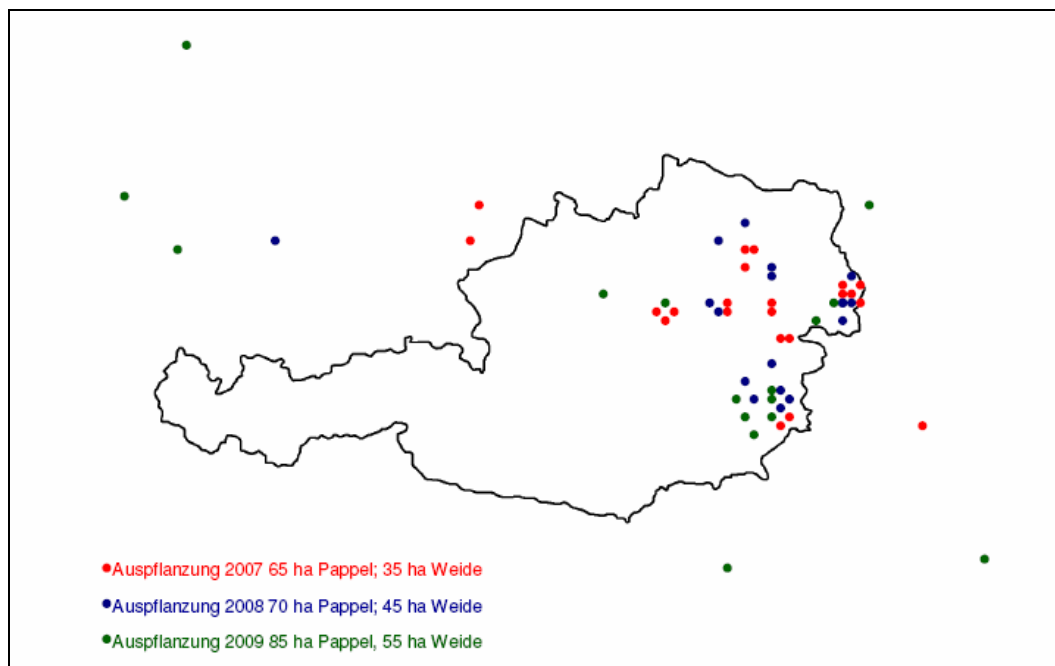 Auspflanzung 2007 65 ha Pappel; 35 ha Weide
Auspflanzung 2008 70 ha Pappel; 45 ha Weide
Auspflanzung 2009 85 ha Pappel, 55 ha Weide